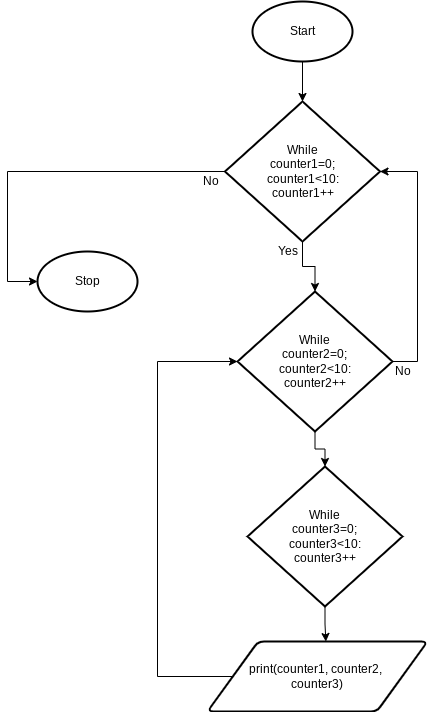 Start
While
counter1=0;
counter1<10:
counter1++
No
Yes
Stop
While
counter2=0;
counter2<10:
counter2++
No
While
counter3=0;
counter3<10:
counter3++
print(counter1, counter2,
counter3)